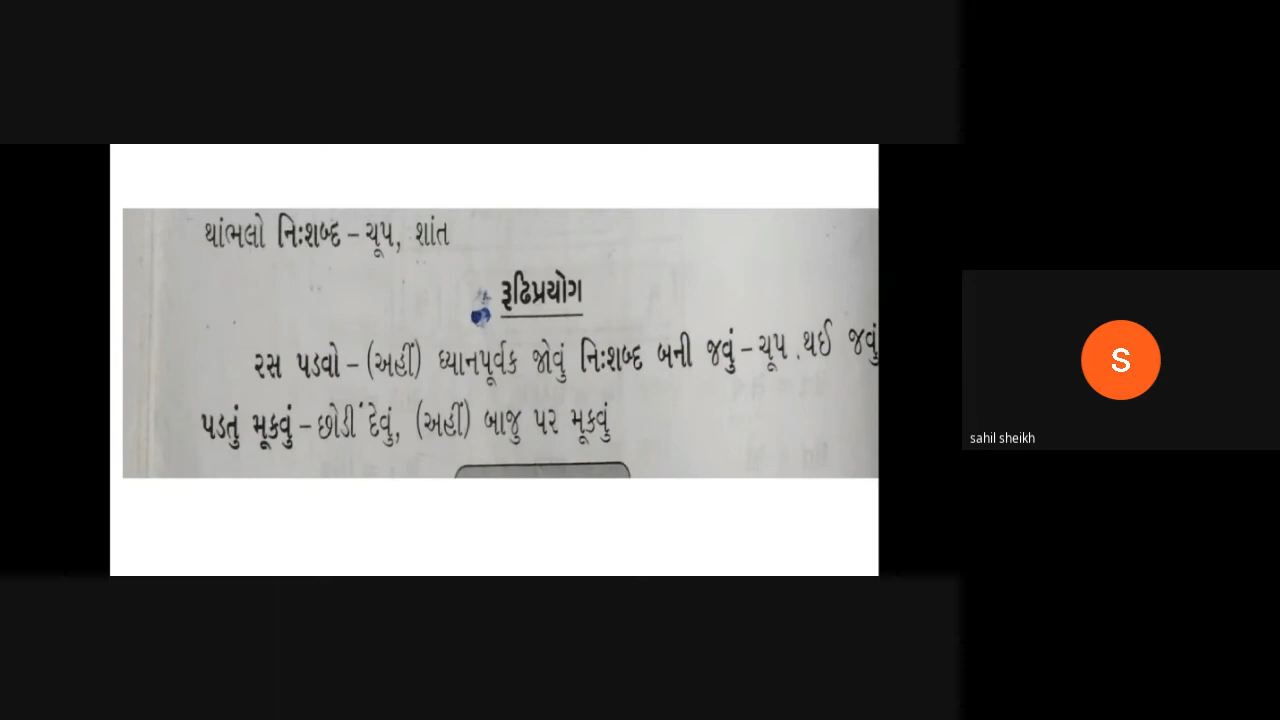 થાંભલો નિઃશબ્દ – ચૂપ, શાંત
રૂઢિપ્રયોગ
રસ પડવો – (અહીં) ધ્યાનપૂર્વક જોવું નિઃશબ્દ બની જવું – ચૂપ થઈ જવું
પડતું મૂકવું – છોડી દેવું, (અહીં) બાજુ પર મૂકવું
S
sahil sheikh